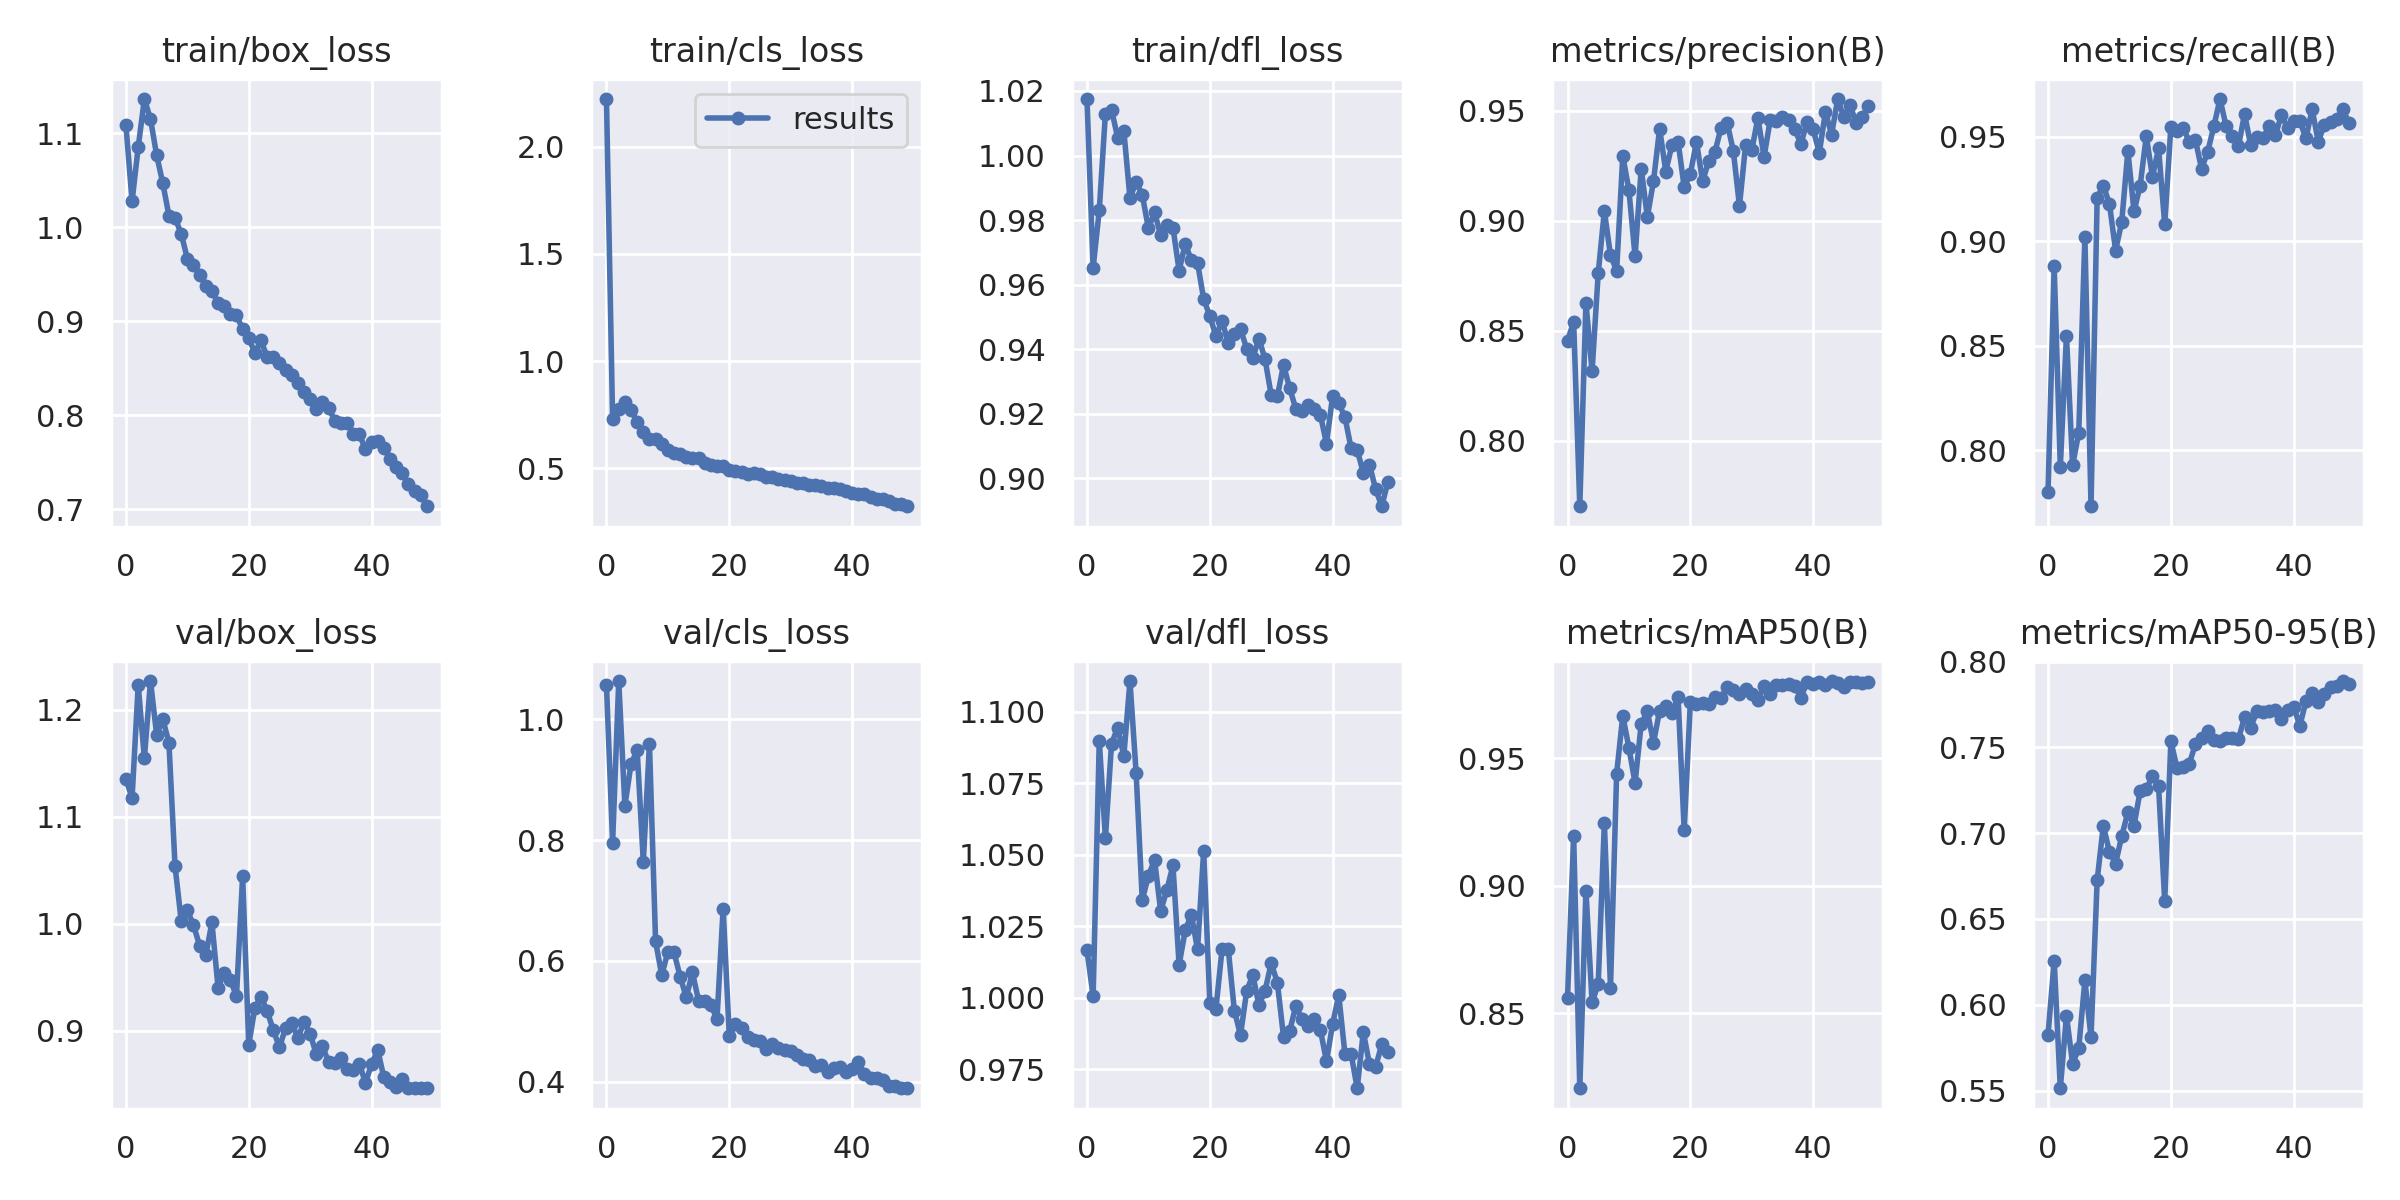 train/box_loss
1.1
1.0
0.9
0.8
0.7
0 20 40
train/cls_loss
results
2.0
1.5
1.0
0.5
0 20 40
train/dfl_loss
1.02
1.00
0.98
0.96
0.94
0.92
0.90
0 20 40
metrics/precision(B)
0.95
0.90
0.85
0.80
0 20 40
metrics/recall(B)
0.95
0.90
0.85
0.80
0 20 40
val/box_loss
1.2
1.1
1.0
0.9
0 20 40
val/cls_loss
1.0
0.8
0.6
0.4
0 20 40
val/dfl_loss
1.100
1.075
1.050
1.025
1.000
0.975
0 20 40
metrics/mAP50(B)
0.95
0.90
0.85
0 20 40
metrics/mAP50-95(B)
0.80
0.75
0.70
0.65
0.60
0.55
0 20 40